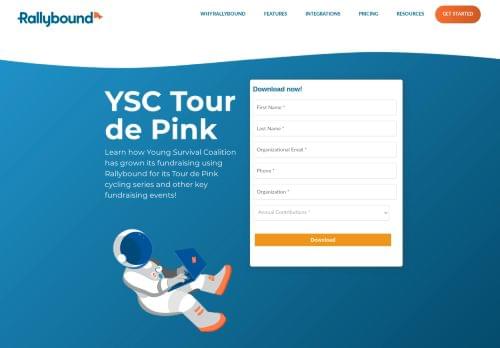 Rallybound
WHY RALLYBOUND
FEATURES
INTEGRATIONS
PRICING
RESOURCES
GET STARTED
YSC Tour
de Pink
Learn how Young Survival Coalition
has grown its fundraising using
Rallybound for its Tour de Pink
cycling series and other key
fundraising events!
Download now!
First Name *
Last Name *
Organizational Email *
Phone *
Organization *
Annual Contributions *
Download